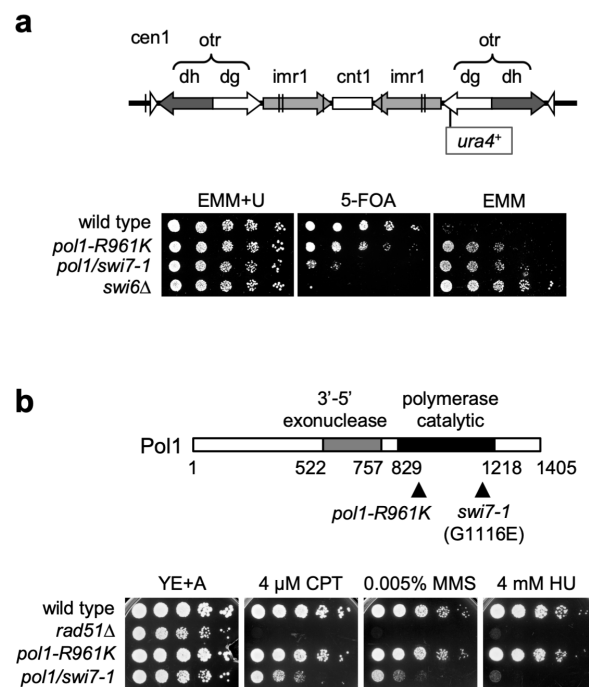 a
cen1
otr
otr
dh dg imr1 cnt1 imr1 dg dh
ura4+
EMM+U 5-FOA EMM
wild type
pol1-R961K
pol1/swi7-1
swi6Δ
b
3'-5' exonuclease
polymerase catalytic
Pol1
1 522 757 829 1218 1405
pol1-R961K
swi7-1
(G1116E)
YE+A 4 µM CPT 0.005% MMS 4 mM HU
wild type
rad51Δ
pol1-R961K
pol1/swi7-1